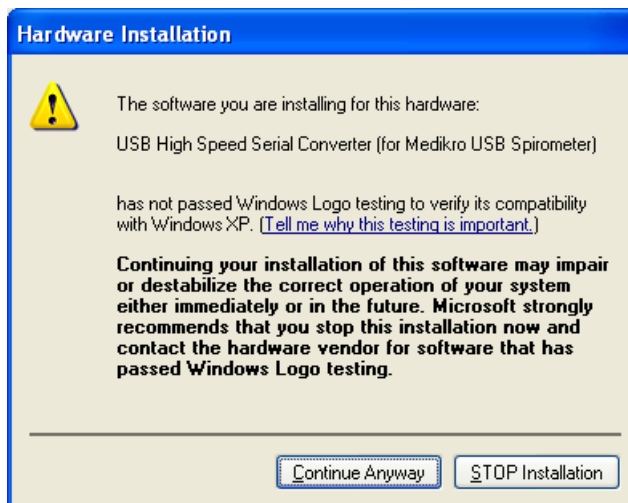 Hardware Installation
The software you are installing for this hardware:
USB High Speed Serial Converter (for Medikro USB Spirometer)
has not passed Windows Logo testing to verify its compatibility
with Windows XP. (Tell me why this testing is important.)
Continuing your installation of this software may impair
or destabilize the correct operation of your system
either immediately or in the future. Microsoft strongly
recommends that you stop this installation now and
contact the hardware vendor for software that has
passed Windows Logo testing.
Continue Anyway STOP Installation